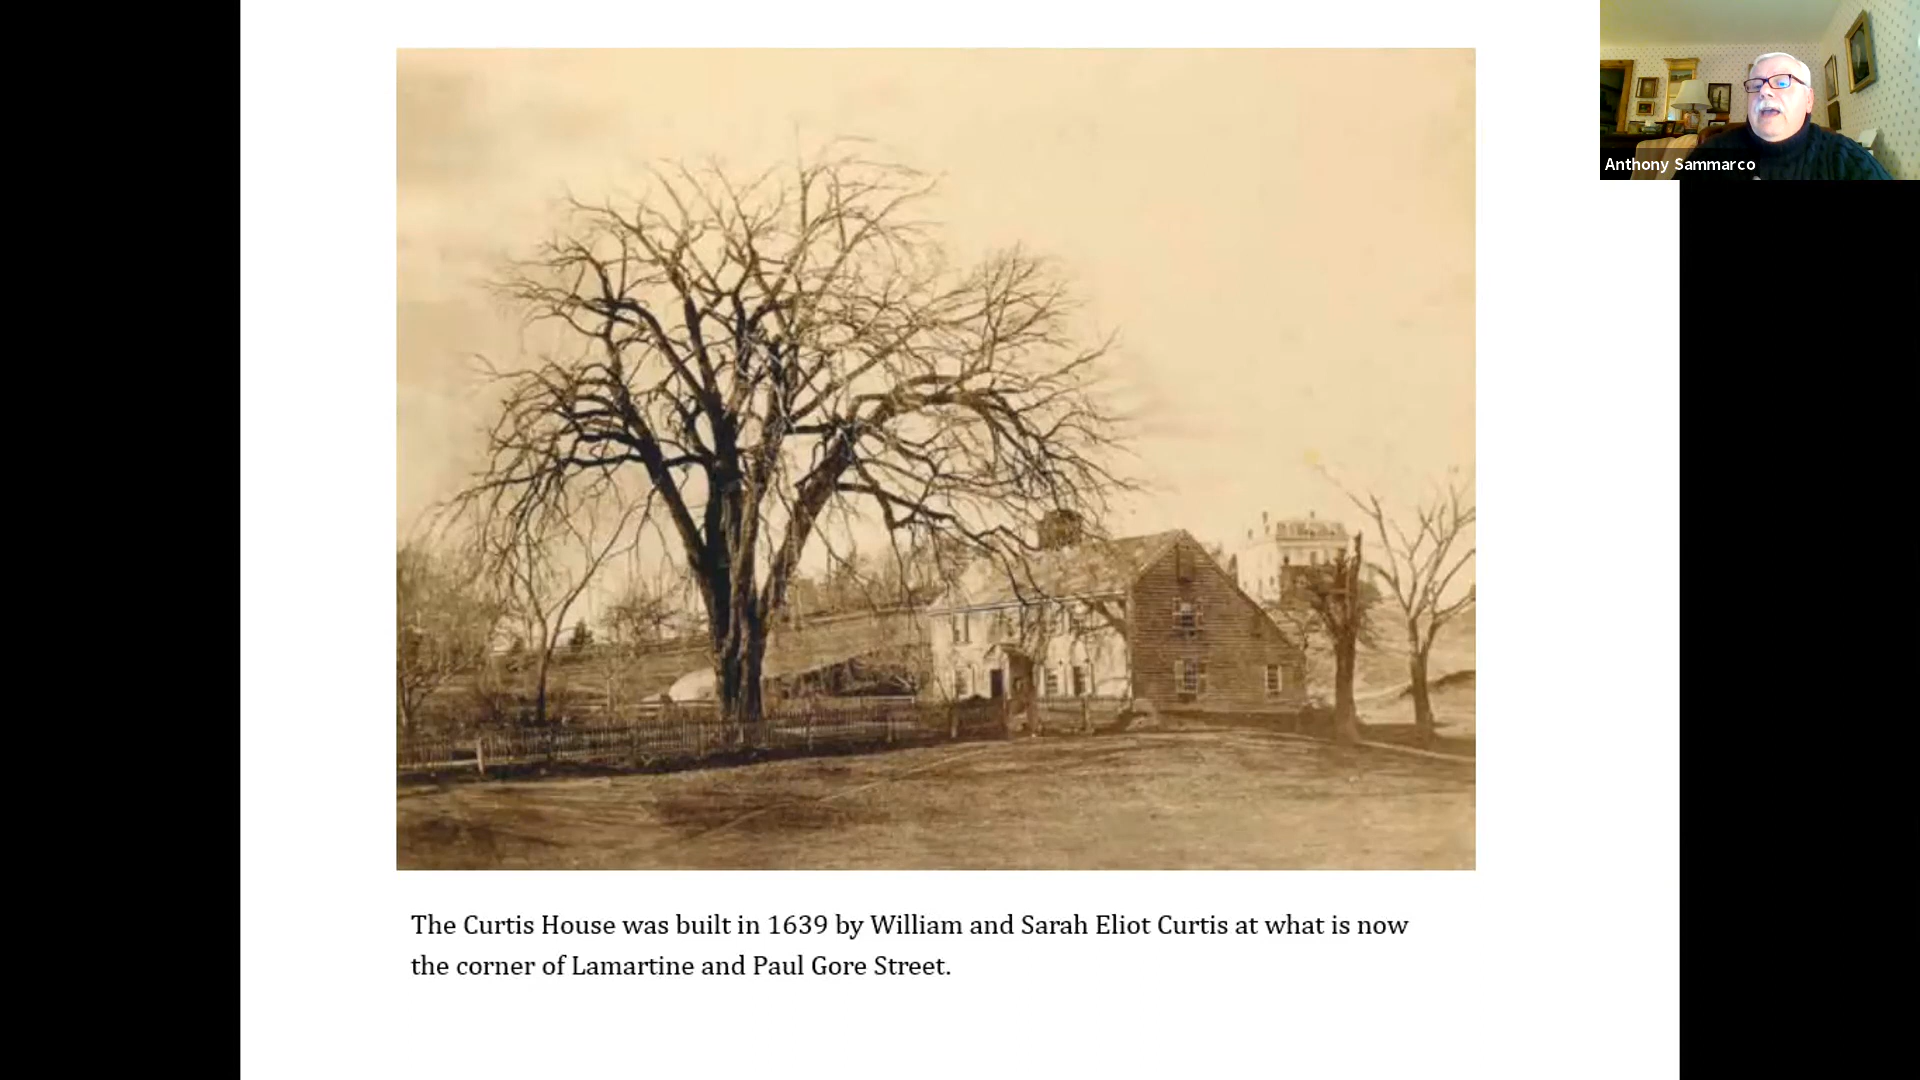 Anthony Sammarco
The Curtis House was built in 1639 by William and Sarah Eliot Curtis at what is now
the corner of Lamartine and Paul Gore Street.